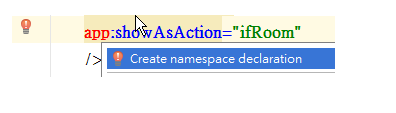 app:showAsAction="ifRoom"
/>
Create namespace declaration